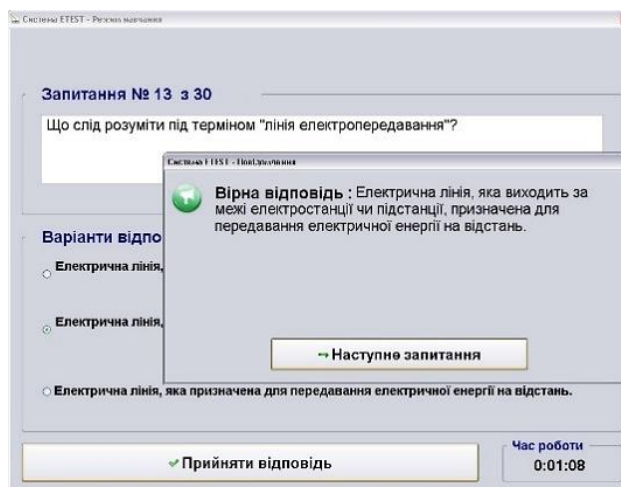 Система ETEST - Режим навчання
Запитання № 13 з 30
Що слід розуміти під терміном "лінія електропередавання"?
Система ETEST - Повідомлення
Вірна відповідь : Електрична лінія, яка виходить за
межі електростанції чи підстанції, призначена для
передавання електричної енергії на відстань.
Варіанти відпо
Електрична лінія,
Електрична лінія,
Наступне запитання
Електрична лінія, яка призначена для передавання електричної енергії на відстань.
Прийняти відповідь
Час роботи
0:01:08